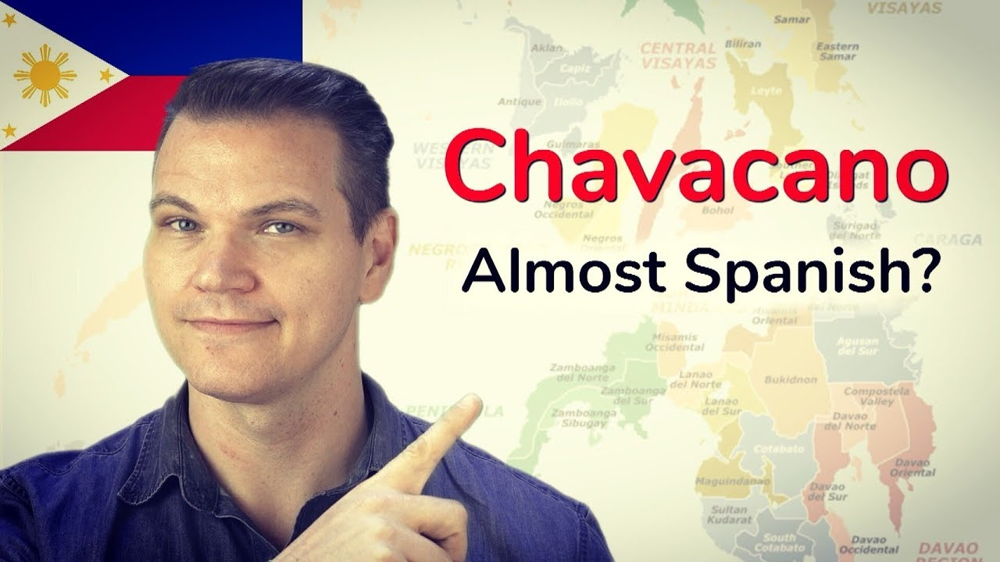 VISAYAS
Samar
CENTRAL
VISAYAS
Biliran
Eastern
Samar
Aklan
Capiz
Leyte
Antique
Iloilo
Guimaras
WESTERN
VISAYAS
Chavacano
Southern
Negros
Occidental
Bohol
Surigao
del Norte
CARAGA
Negros
Oriental
Almost Spanish?
Misamis
Oriental
Misamis
Occidental
Agusan
del Sur
Zamboanga
del Norte
Lanao
del Norte
Bukidnon
Zamboanga
del Sur
Compostela
Valley
Lanao
del Sur
PENINSULA
Zamboanga
Sibugay
Davao
del Norte
Cotabato
Davao
Oriental
Maguindanao
Davao
del Sur
Sultan
Kudarat
South
Cotabato
Davao
Occidental
DAVAO
REGION